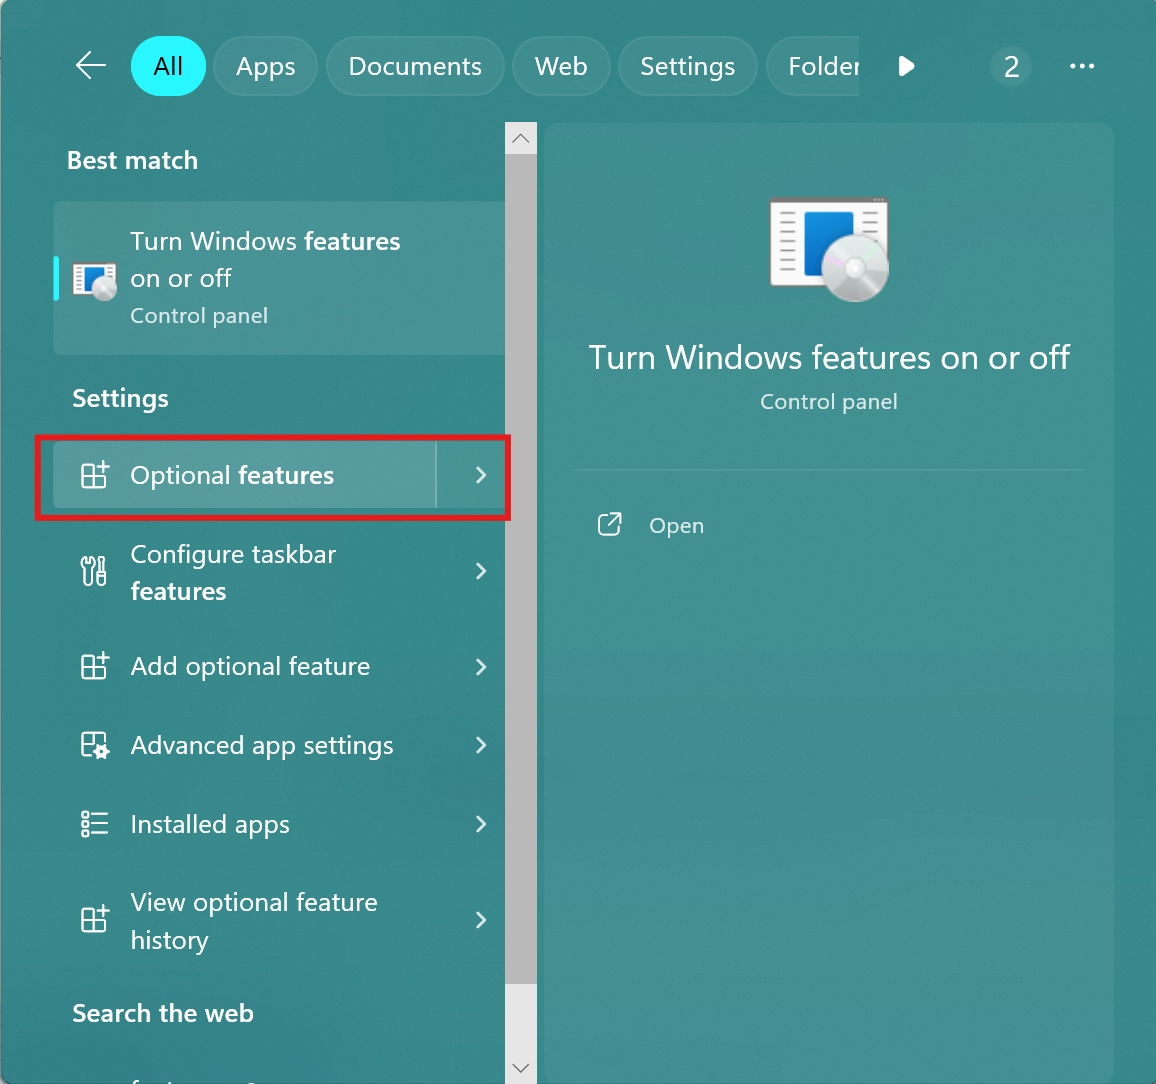 All
Apps
Documents
Web
Settings
Folder
2
Best match
Turn Windows features
on or off
Control panel
Settings
Optional features
Configure taskbar
features
Add optional feature
Advanced app settings
Installed apps
View optional feature
history
Search the web
Turn Windows features on or off
Control panel
Open